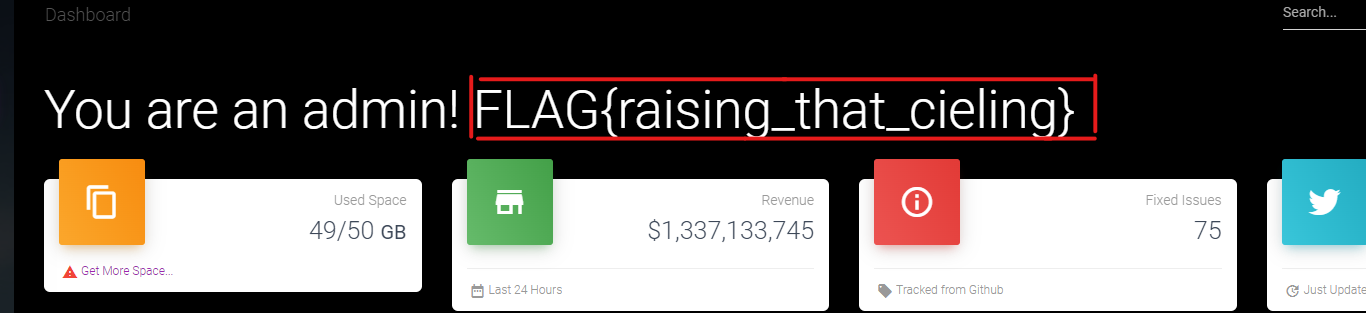 Dashboard
Search...
You are an admin! FLAG{raising_that_cieling}
Used Space
49/50 GB
Get More Space...
Revenue
$1,337,133,745
Last 24 Hours
Fixed Issues
75
Tracked from Github
Just Update